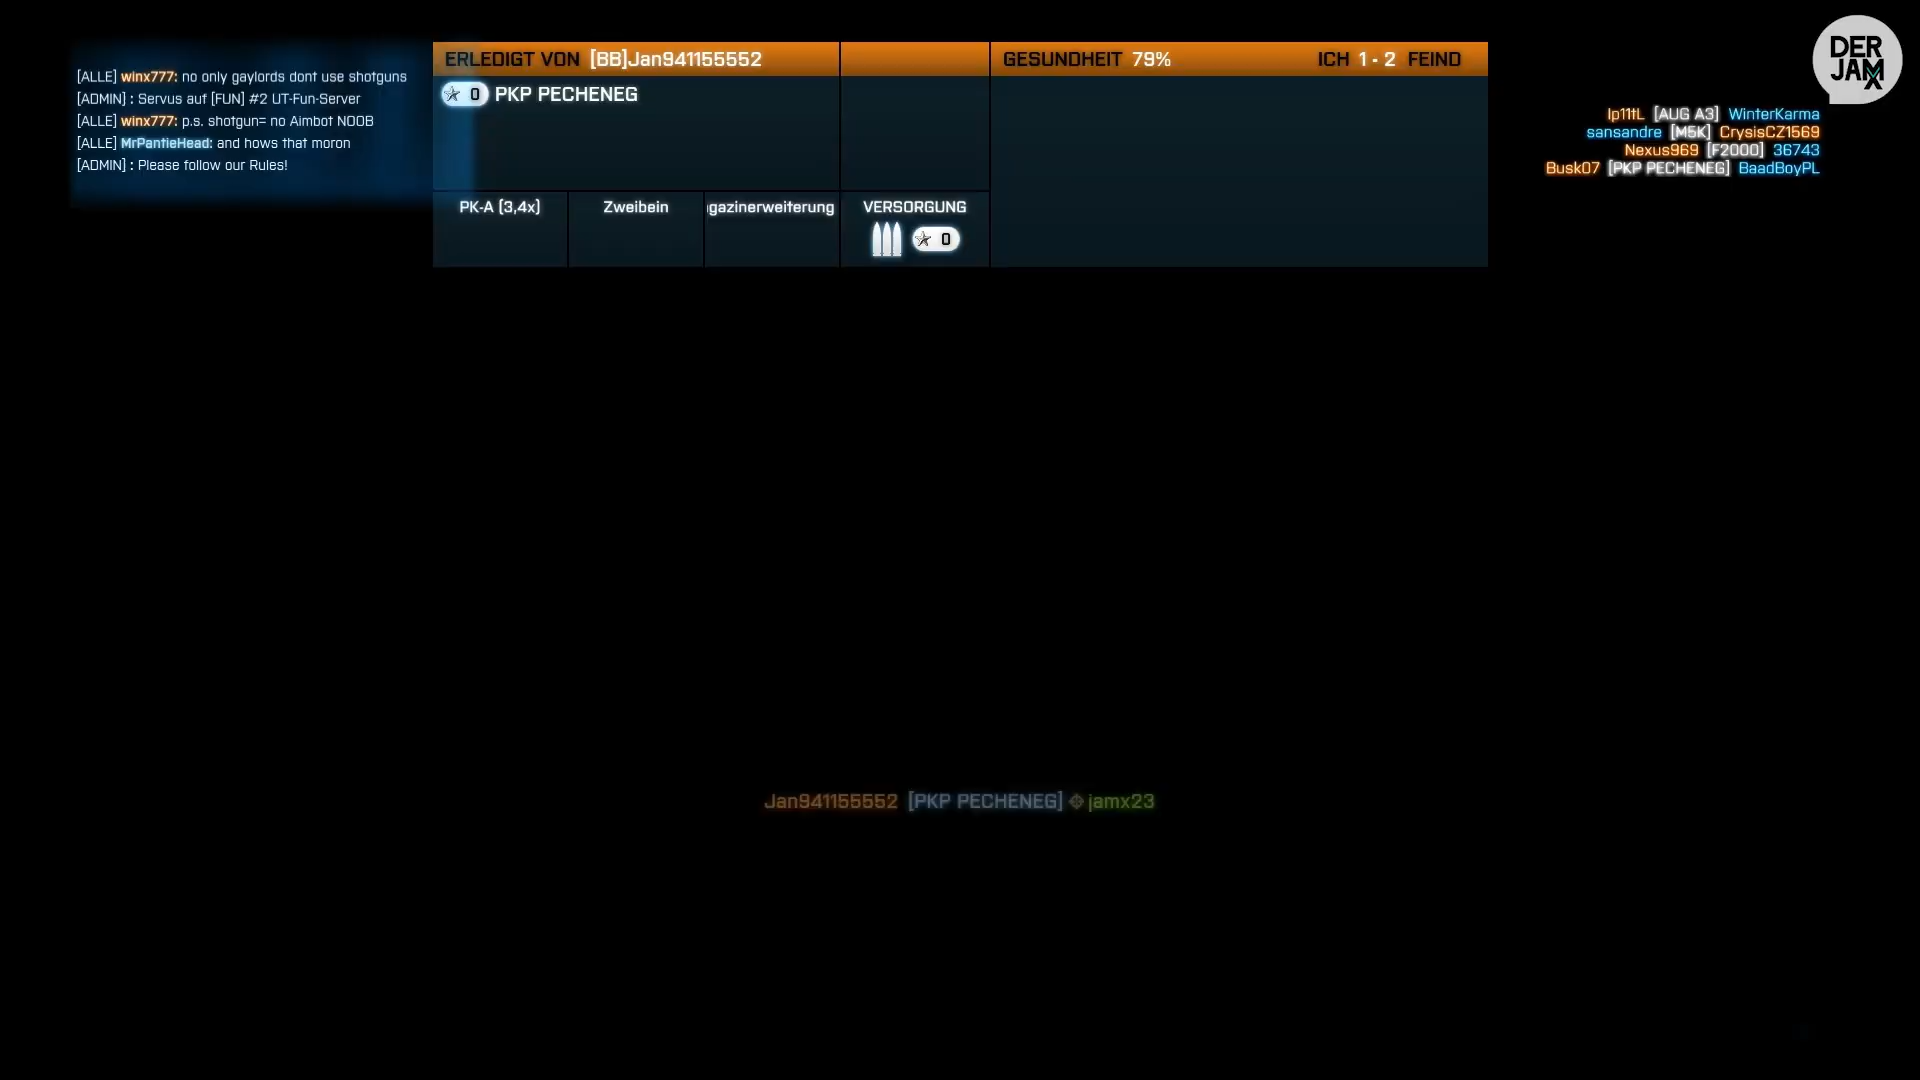 [ALLE] winx777: no only gaylords dont use shotguns
[ADMIN] : Servus auf [FUN] #2 UT-Fun-Server
[ALLE] winx777: p.s. shotgun= no Aimbot NOOB
[ALLE] MrPantieHead: and hows that moron
[ADMIN] : Please follow our Rules!
ERLEDIGT VON [BB]Jan941155552
GESUNDHEIT 79%
ICH 1 - 2 FEIND
0 PKP PECHENEG
PK-A (3,4x)
Zweibein
gazinerweiterung
VERSORGUNG
0
DER
JAMX
lp11tL [AUG A3] WinterKarma
sansandre [M5K] CrysisCZ1569
Nexus969 [F2000] 36743
Busk07 [PKP PECHENEG] BaadBoyPL
Jan941155552 [PKP PECHENEG] jamx23